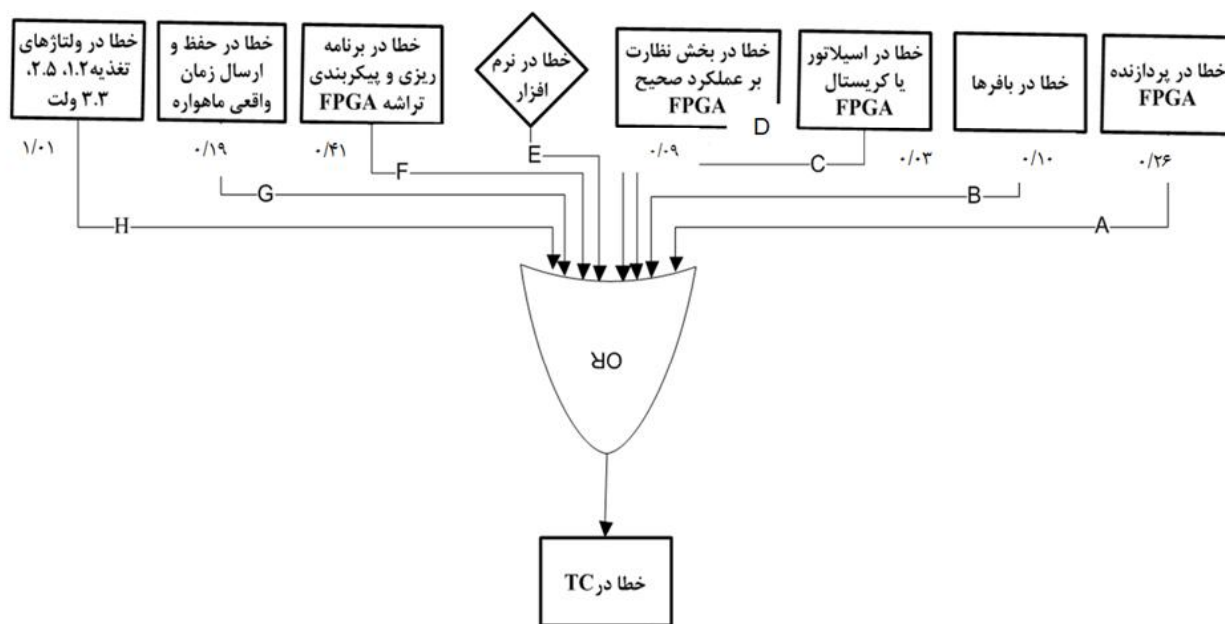 خطا در پردازنده
FPGA
خطا در بافرها
خطا در اسیلاتور
یا کریستال
FPGA
خطا در بخش نظارت
بر عملکرد صحیح
FPGA
خطا در نرم
افزار
خطا در برنامه
ریزی و پیکربندی
تراشه FPGA
خطا در حفظ و
ارسال زمان
واقعی ماهواره
خطا در ولتاژهای
تغذیه۱.۲، ۲.۵،
۳.۳ ولت
۰/۲۶
۰/۱۰
۰/۰۳
D
۰/۰۹
۰/۴۱
۰/۱۹
۱/۰۱
A
B
C
E
F
G
H
OR
خطا در TC